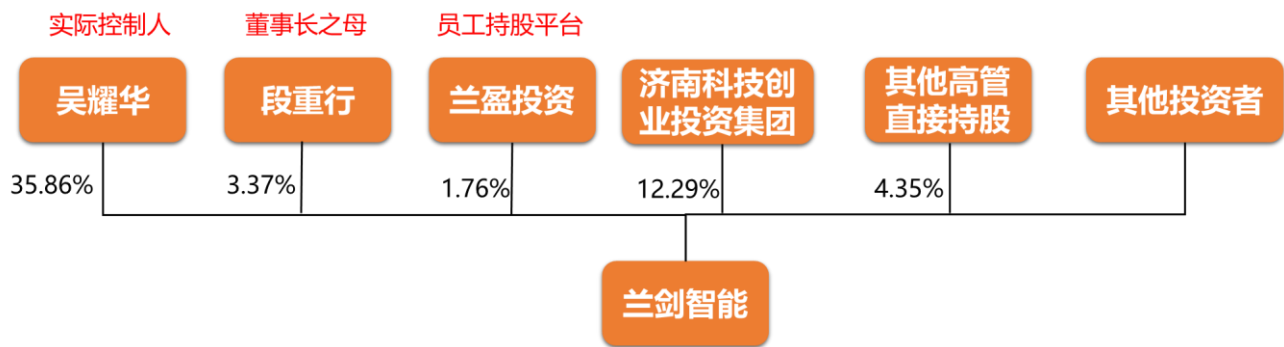 实际控制人
董事长之母
员工持股平台
吴耀华
段重行
兰盈投资
济南科技创
业投资集团
其他高管
直接持股
其他投资者
35.86%
3.37%
1.76%
12.29%
4.35%
兰剑智能